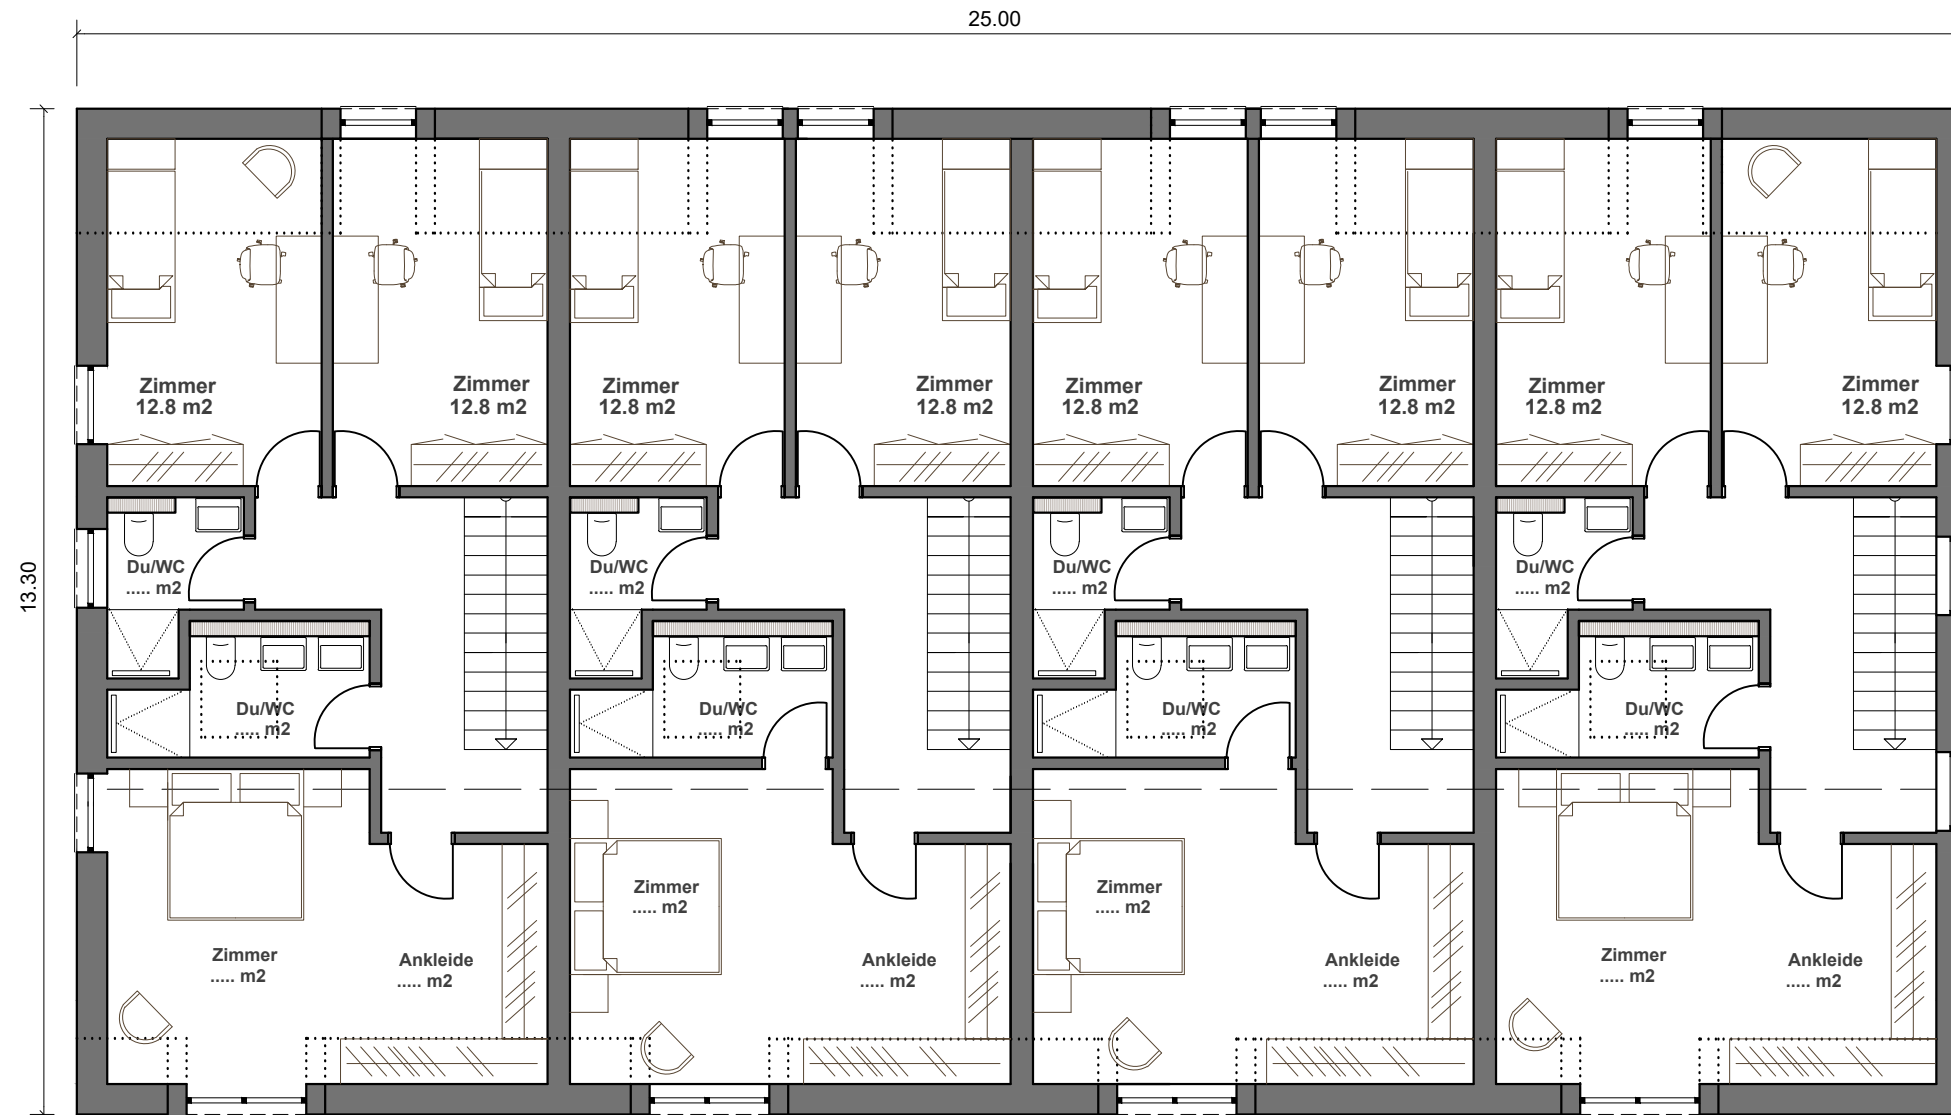 25.00
13.30
Zimmer
12.8 m2
Zimmer
12.8 m2
Zimmer
12.8 m2
Zimmer
12.8 m2
Zimmer
12.8 m2
Zimmer
12.8 m2
Zimmer
12.8 m2
Zimmer
12.8 m2
Du/WC
..... m2
Du/WC
..... m2
Du/WC
..... m2
Du/WC
..... m2
Du/WC
..... m2
Du/WC
..... m2
Du/WC
..... m2
Du/WC
..... m2
Zimmer
..... m2
Ankleide
..... m2
Zimmer
..... m2
Ankleide
..... m2
Zimmer
..... m2
Ankleide
..... m2
Zimmer
..... m2
Ankleide
..... m2